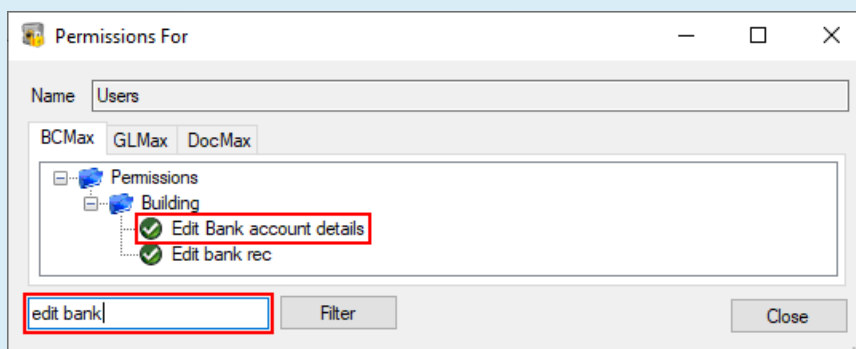 Permissions For
Name Users
BCMax GLMax DocMax
Permissions
Building
Edit Bank account details
Edit bank rec
edit bank Filter Close